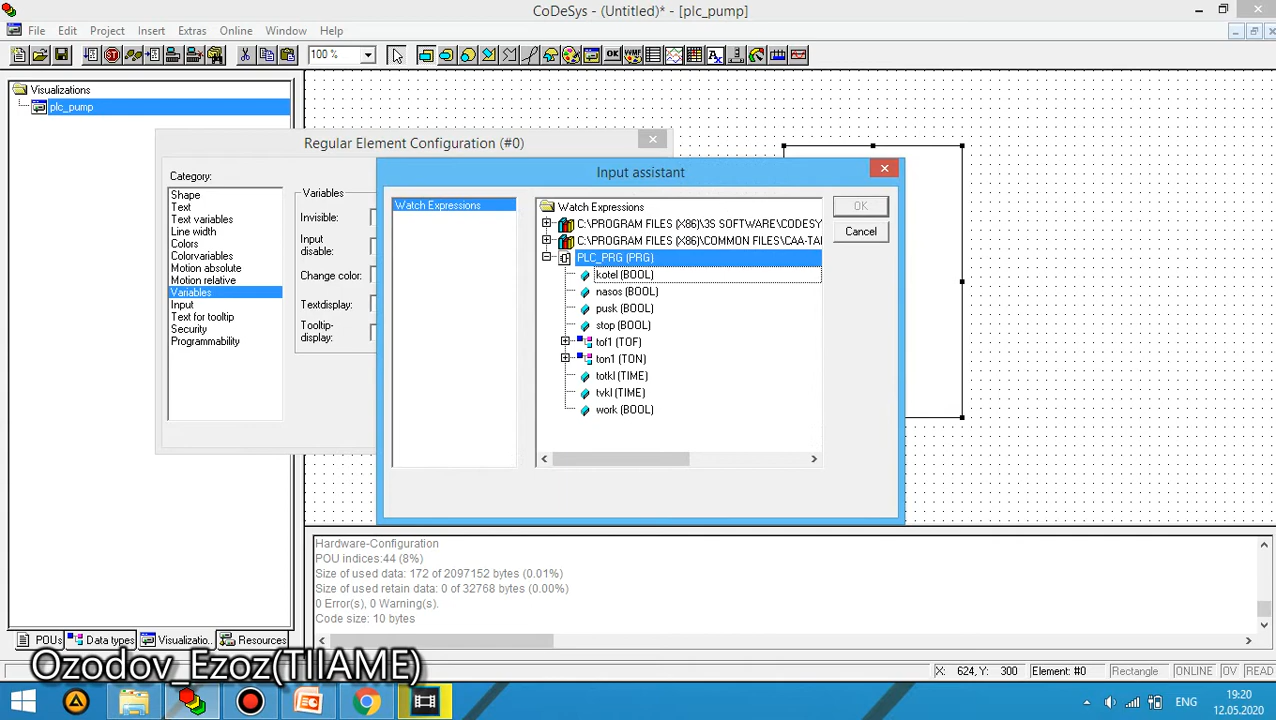 CoDeSys - (Untitled)* - [plc_pump]
File Edit Project Insert Extras Online Window Help
100 %
Visualizations
plc_pump
Regular Element Configuration (#0)
Category:
Shape
Text
Text variables
Line width
Colors
Colorvariables
Motion absolute
Motion relative
Variables
Input
Text for tooltip
Security
Programmability
Variables
Invisible:
Input
disable:
Change color:
Textdisplay:
Tooltip-
display:
Input assistant
Watch Expressions
Watch Expressions
C:\PROGRAM FILES (X86)\3S SOFTWARE\CODESY
C:\PROGRAM FILES (X86)\COMMON FILES\CAA-TA
PLC_PRG (PRG)
kotel (BOOL)
nasos (BOOL)
pusk (BOOL)
stop (BOOL)
tof1 (TOF)
ton1 (TON)
totkl (TIME)
tvkl (TIME)
work (BOOL)
OK
Cancel
Hardware-Configuration
POU indices:44 (8%)
Size of used data: 172 of 2097152 bytes (0.01%)
Size of used retain data: 0 of 32768 bytes (0.00%)
0 Error(s), 0 Warning(s).
Code size: 10 bytes
POUs Data types Visualizatio.. Resources
X: 624, Y: 300 Element: #0 Rectangle ONLINE OV READ
Ozodov_Ezoz(TIIAME)
ENG
19:20
12.05.2020